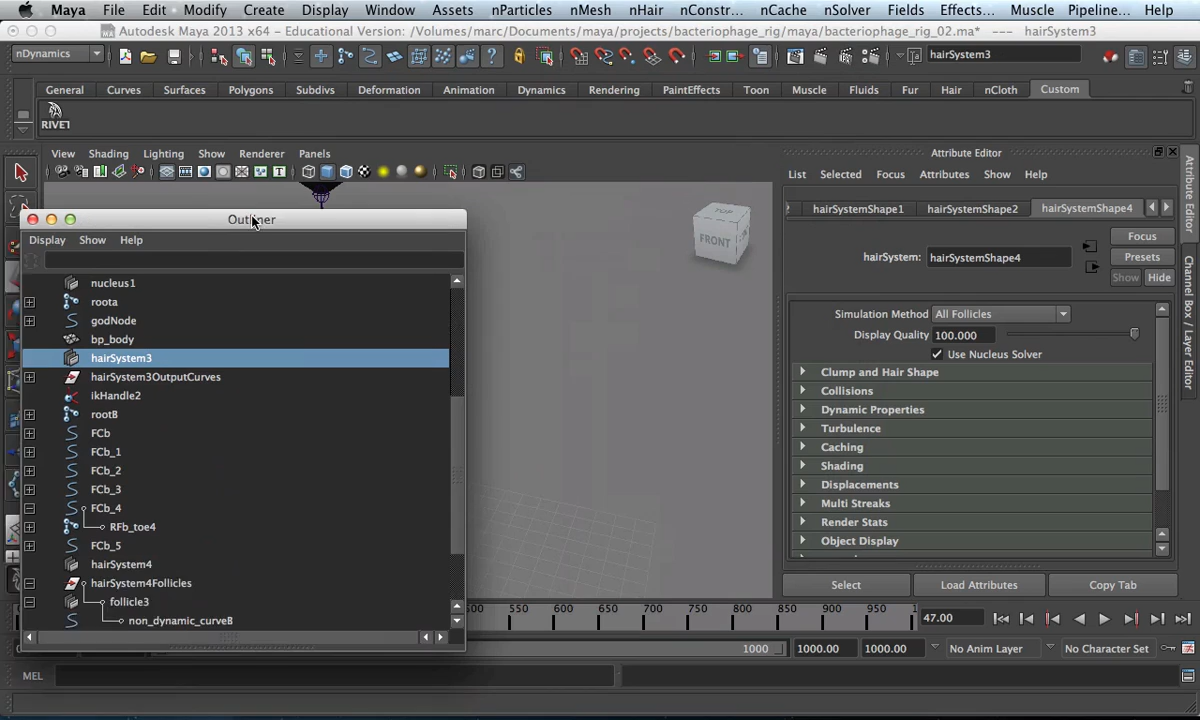 Maya File Edit Modify Create Display Window Assets nParticles nMesh nHair nConstr... nCache nSolver Fields Effects... Muscle Pipeline... Help
Autodesk Maya 2013 x64 - Educational Version: /Volumes/marc/Documents/maya/projects/bacteriophage_rig/maya/bacteriophage_rig_02.ma* --- hairSystem3
nDynamics hairSystem3
General Curves Surfaces Polygons Subdivs Deformation Animation Dynamics Rendering PaintEffects Toon Muscle Fluids Fur Hair nCloth Custom
RIVET
View Shading Lighting Show Renderer Panels
Attribute Editor
List Selected Focus Attributes Show Help
hairSystemShape1 hairSystemShape2 hairSystemShape4
Focus
hairSystem: hairSystemShape4 Presets
Show Hide
TOP
FRONT
Outliner
Display Show Help
nucleus1
roota
godNode
bp_body
hairSystem3
hairSystem3OutputCurves
ikHandle2
rootB
FCb
FCb_1
FCb_2
FCb_3
FCb_4
RFb_toe4
FCb_5
hairSystem4
hairSystem4Follicles
follicle3
non_dynamic_curveB
Simulation Method All Follicles
Display Quality 100.000
Use Nucleus Solver
Clump and Hair Shape
Collisions
Dynamic Properties
Turbulence
Caching
Shading
Displacements
Multi Streaks
Render Stats
Object Display
Select Load Attributes Copy Tab
Attribute Editor
Channel Box / Layer Editor
500 550 600 650 700 750 800 850 900 950 1 47.00
1000 1000.00 1000.00 No Anim Layer No Character Set
MEL